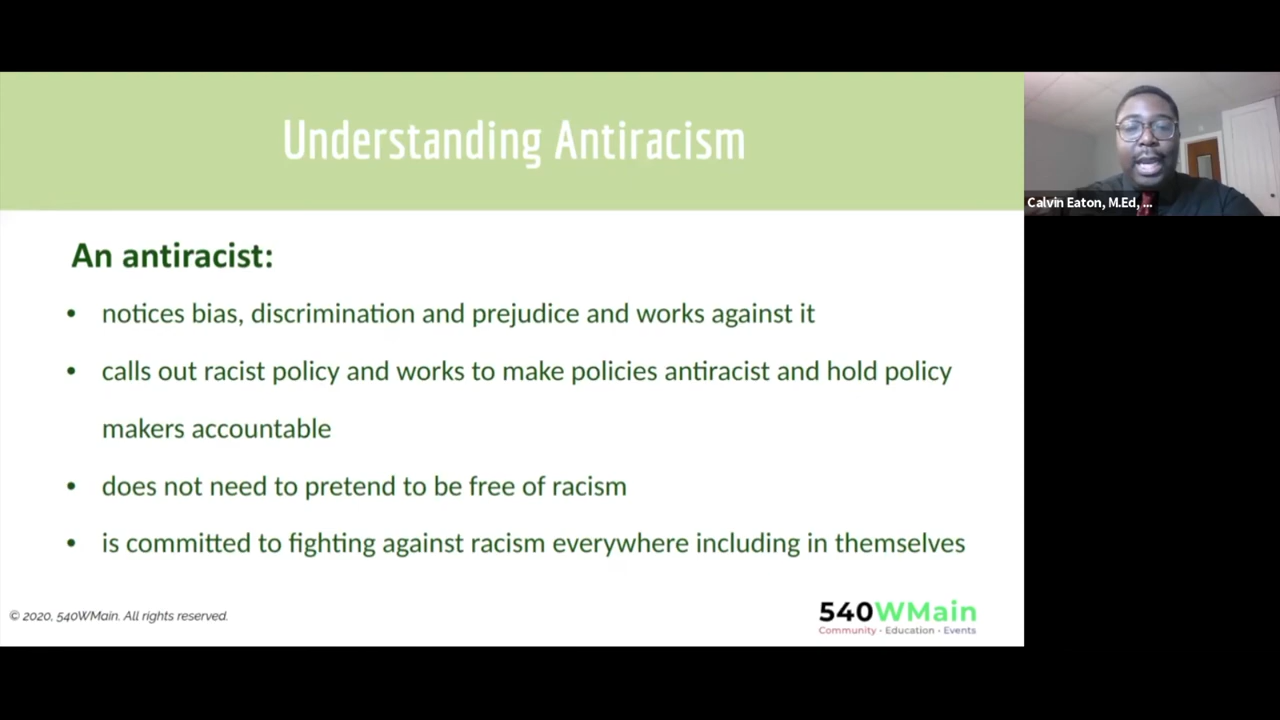 Understanding Antiracism
Calvin Eaton, M.Ed, ...
An antiracist:
• notices bias, discrimination and prejudice and works against it
• calls out racist policy and works to make policies antiracist and hold policy
makers accountable
• does not need to pretend to be free of racism
• is committed to fighting against racism everywhere including in themselves
© 2020, 540WMain. All rights reserved.
540WMain
Community • Education • Events